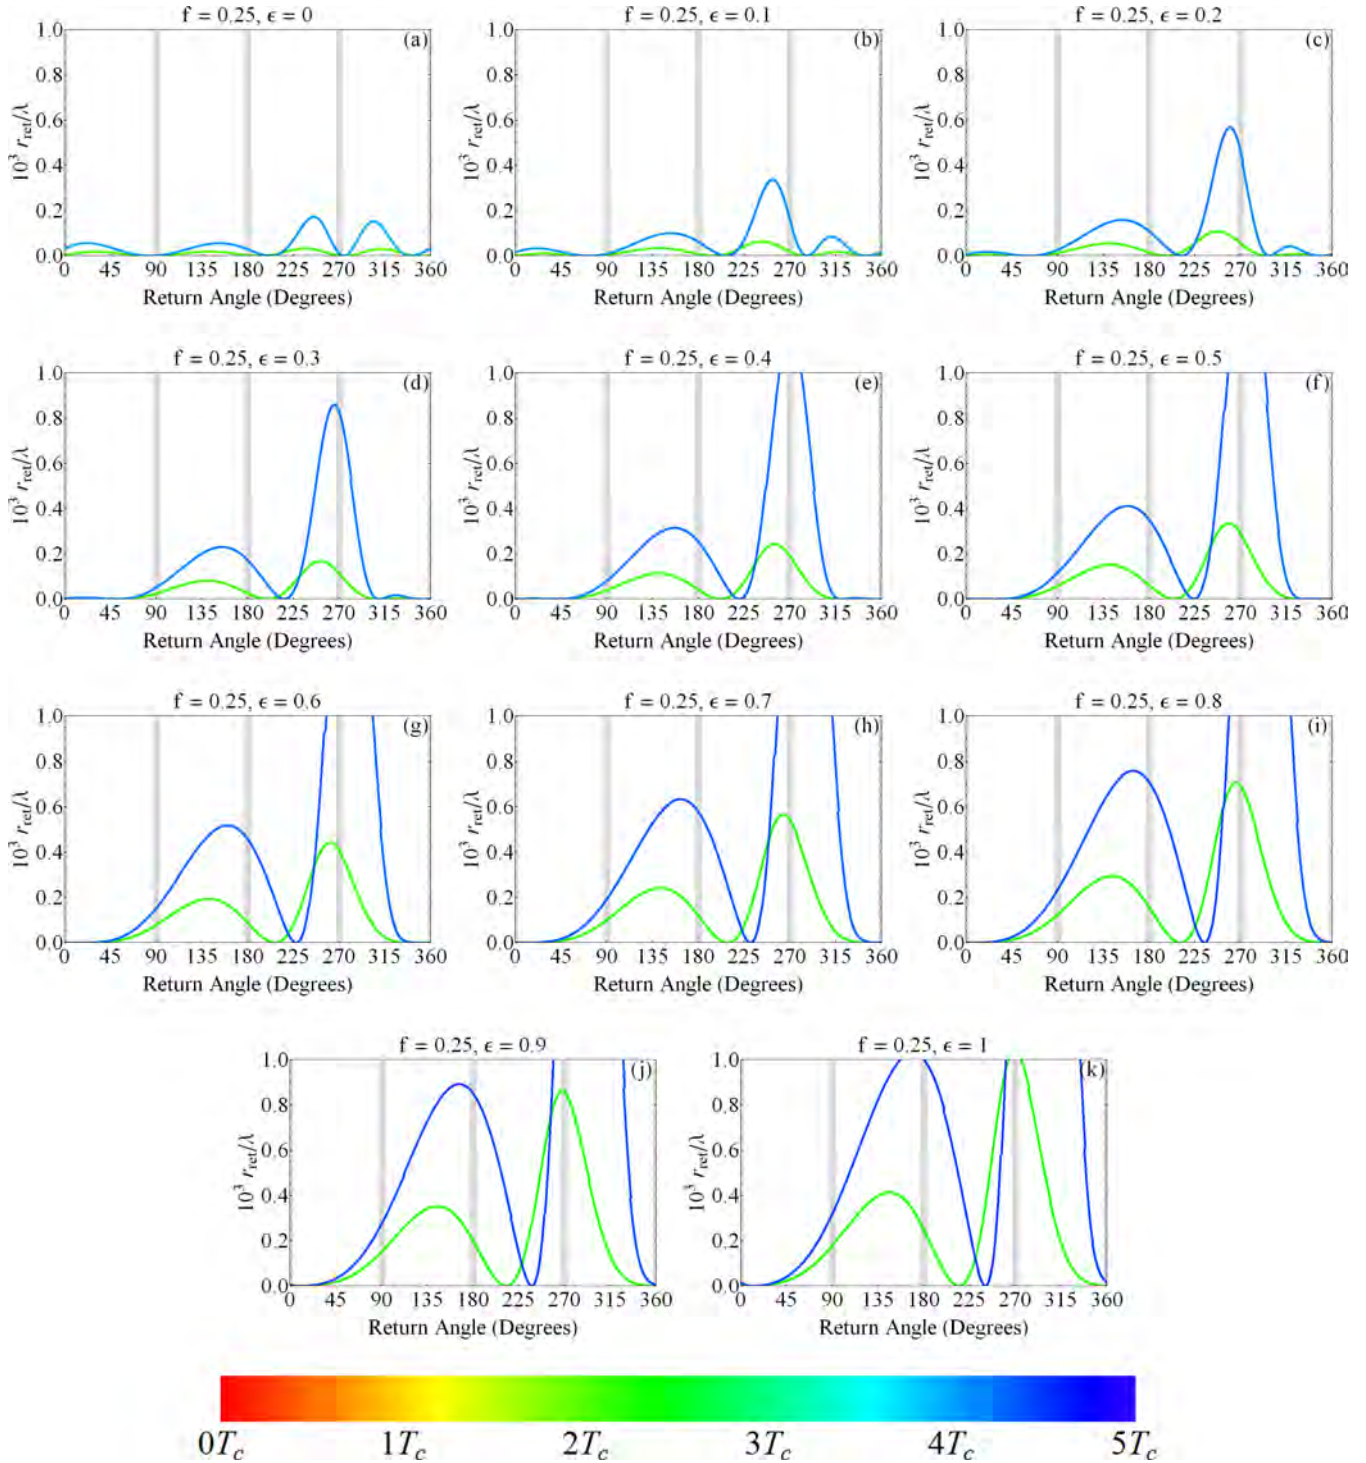 f = 0.25, ϵ = 0
f = 0.25, ϵ = 0.1
f = 0.25, ϵ = 0.2
(a)
(b)
(c)
10³ r_ret/λ
1.0
0.8
0.6
0.4
0.2
0.0
0 45 90 135 180 225 270 315 360
Return Angle (Degrees)
10³ r_ret/λ
1.0
0.8
0.6
0.4
0.2
0.0
0 45 90 135 180 225 270 315 360
Return Angle (Degrees)
10³ r_ret/λ
1.0
0.8
0.6
0.4
0.2
0.0
0 45 90 135 180 225 270 315 360
Return Angle (Degrees)
f = 0.25, ϵ = 0.3
f = 0.25, ϵ = 0.4
f = 0.25, ϵ = 0.5
(d)
(e)
(f)
10³ r_ret/λ
1.0
0.8
0.6
0.4
0.2
0.0
0 45 90 135 180 225 270 315 360
Return Angle (Degrees)
10³ r_ret/λ
1.0
0.8
0.6
0.4
0.2
0.0
0 45 90 135 180 225 270 315 360
Return Angle (Degrees)
10³ r_ret/λ
1.0
0.8
0.6
0.4
0.2
0.0
0 45 90 135 180 225 270 315 360
Return Angle (Degrees)
f = 0.25, ϵ = 0.6
f = 0.25, ϵ = 0.7
f = 0.25, ϵ = 0.8
(g)
(h)
(i)
10³ r_ret/λ
1.0
0.8
0.6
0.4
0.2
0.0
0 45 90 135 180 225 270 315 360
Return Angle (Degrees)
10³ r_ret/λ
1.0
0.8
0.6
0.4
0.2
0.0
0 45 90 135 180 225 270 315 360
Return Angle (Degrees)
10³ r_ret/λ
1.0
0.8
0.6
0.4
0.2
0.0
0 45 90 135 180 225 270 315 360
Return Angle (Degrees)
f = 0.25, ϵ = 0.9
f = 0.25, ϵ = 1
(j)
(k)
10³ r_ret/λ
1.0
0.8
0.6
0.4
0.2
0.0
0 45 90 135 180 225 270 315 360
Return Angle (Degrees)
10³ r_ret/λ
1.0
0.8
0.6
0.4
0.2
0.0
0 45 90 135 180 225 270 315 360
Return Angle (Degrees)
0T_c 1T_c 2T_c 3T_c 4T_c 5T_c